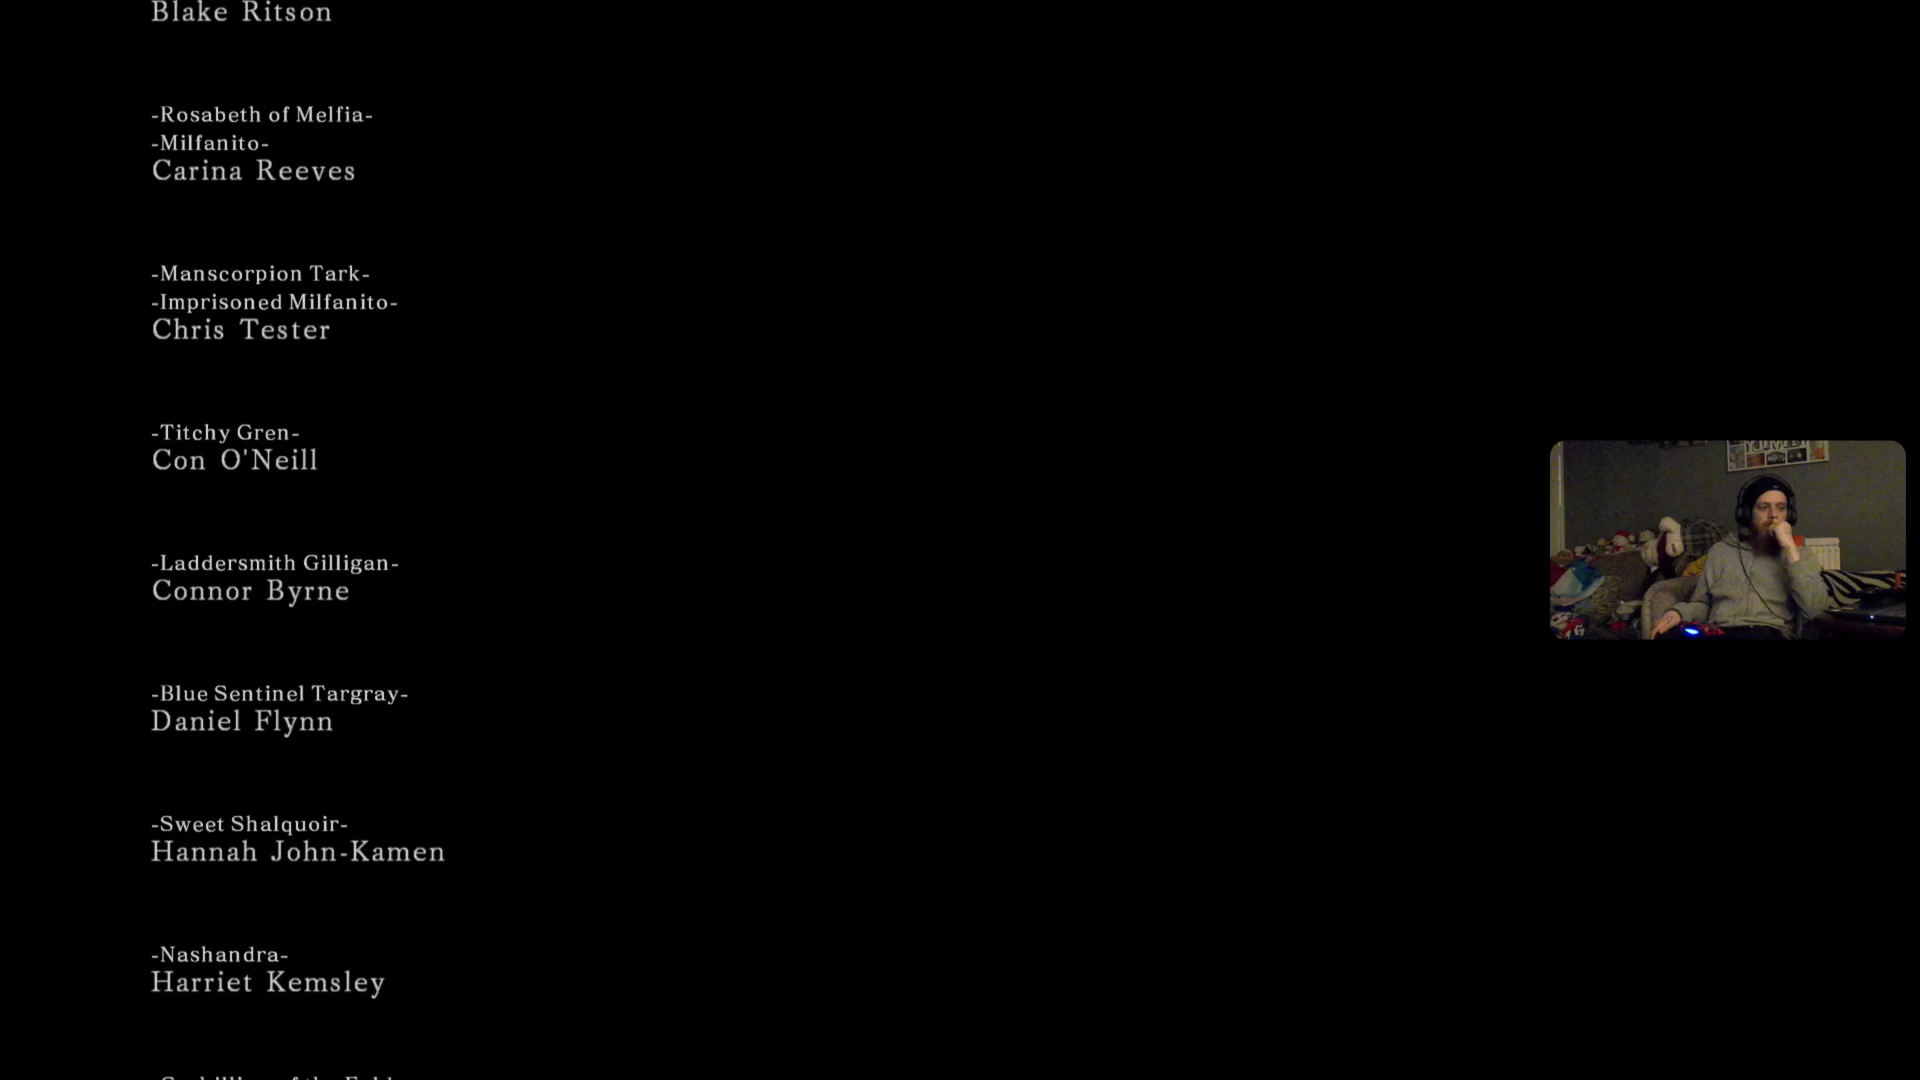 Blake Ritson
-Rosabeth of Melfia-
-Milfanito-
Carina Reeves
-Manscorpion Tark-
-Imprisoned Milfanito-
Chris Tester
-Titchy Gren-
Con O'Neill
-Laddersmith Gilligan-
Connor Byrne
-Blue Sentinel Targray-
Daniel Flynn
-Sweet Shalquoir-
Hannah John-Kamen
-Nashandra-
Harriet Kemsley